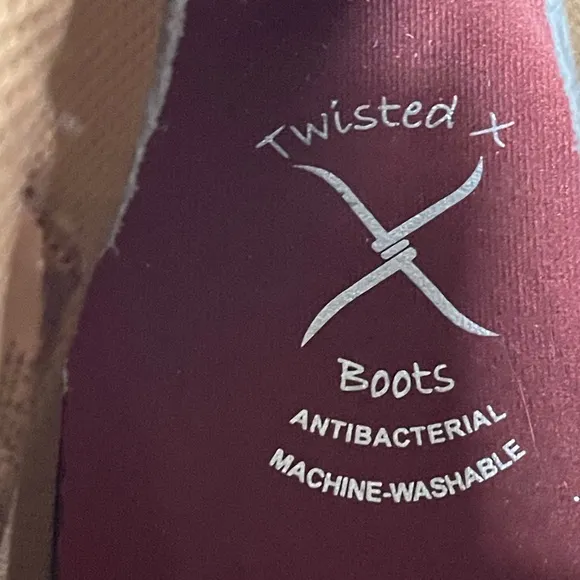 Twisted X
Boots
ANTIBACTERIAL
MACHINE-WASHABLE